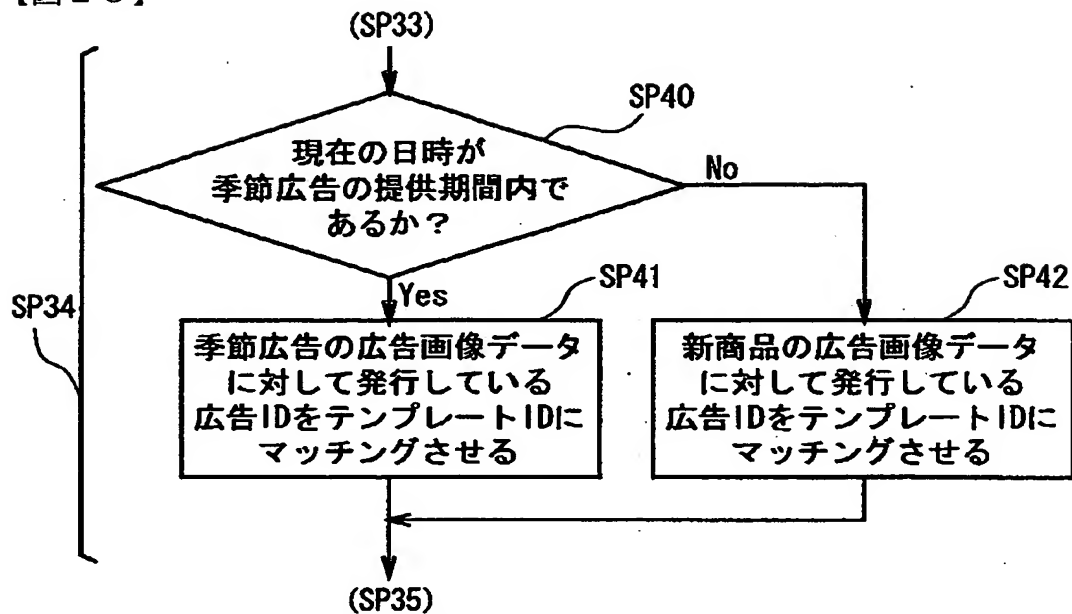 (SP33)
SP40
現在の日時が
季節広告の提供期間内で
あるか?
No
Yes
SP41
SP42
SP34
季節広告の広告画像データ
に対して発行している
広告IDをテンプレートIDに
マッチングさせる
新商品の広告画像データ
に対して発行している
広告IDをテンプレートIDに
マッチングさせる
(SP35)